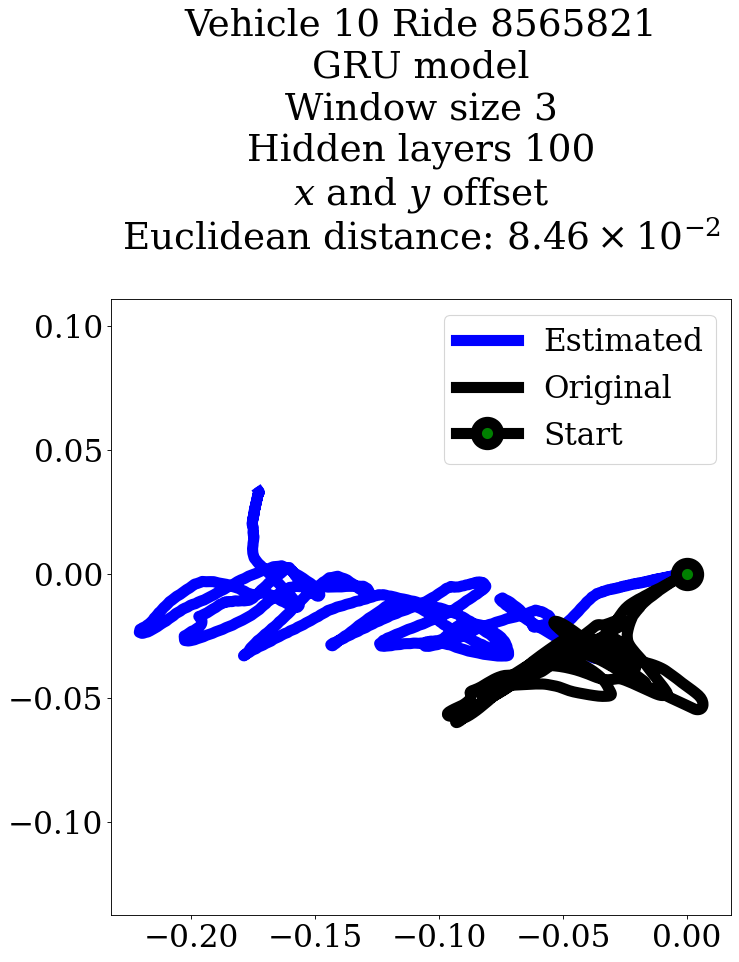 Vehicle 10 Ride 8565821
GRU model
Window size 3
Hidden layers 100
x and y offset
Euclidean distance: 8.46 × 10⁻²
Estimated
Original
Start
0.10
0.05
0.00
−0.05
−0.10
−0.20 −0.15 −0.10 −0.05 0.00